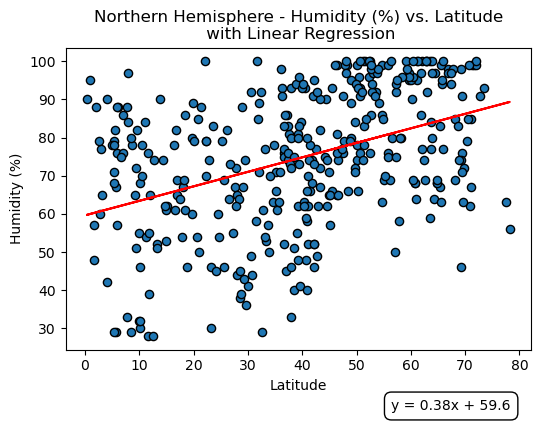 Northern Hemisphere - Humidity (%) vs. Latitude
with Linear Regression
Humidity (%)
100
90
80
70
60
50
40
30
0 10 20 30 40 50 60 70 80
Latitude
y = 0.38x + 59.6